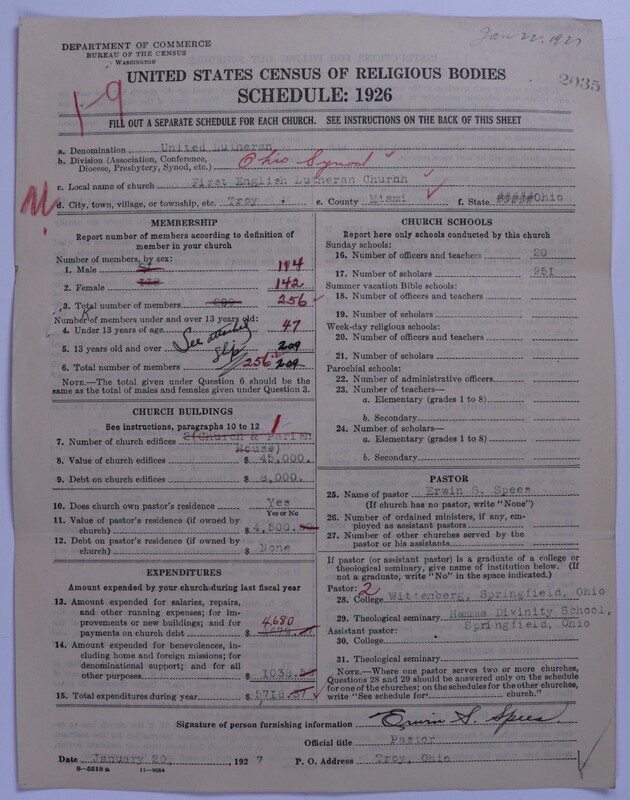 Jan 22. 1927
DEPARTMENT OF COMMERCE
BUREAU OF THE CENSUS
WASHINGTON
2035
UNITED STATES CENSUS OF RELIGIOUS BODIES
SCHEDULE: 1926
1-9
FILL OUT A SEPARATE SCHEDULE FOR EACH CHURCH. SEE INSTRUCTIONS ON THE BACK OF THIS SHEET
a. Denomination United Lutheran
b. Division (Association, Conference, Diocese, Presbytery, Synod, etc.) Ohio Synod
c. Local name of church First English Lutheran Church
d. City, town, village, or township, etc. Troy . e. County Miami f. State #####Ohio
MEMBERSHIP
Report number of members according to definition of
member in your church
Number of members, by sex:
1. Male 114
2. Female 142
3. Total number of members 256
Number of members under and over 13 years old:
4. Under 13 years of age 47
See attached slip
5. 13 years old and over 209
6. Total number of members 256 209
NOTE.—The total given under Question 6 should be
the same as total of males and females given under Question 3.
CHURCH BUILDINGS
See instructions, paragraphs 10 to 12 1
7. Number of church edifices 2(Church & Parish
House)
8. Value of church edifices $ 45,000.
9. Debt on church edifices $ 8,000.
10. Does church own pastor's residence Yes
Yes or No
11. Value of pastor's residence (if owned by
church) $ 4,500.
12. Debt on pastor's residence (if owned by
church) $ None
EXPENDITURES
Amount expended by your church during last fiscal year
13. Amount expended for salaries, repairs,
and other running expenses; for im-
provements or new buildings; and for
payments on church debt $ 4,680
14. Amount expended for benevolences, in-
cluding home and foreign missions; for
denominational support; and for all
other purposes $ 1038.
15. Total expenditures during year $ 5718.57
CHURCH SCHOOLS
Report here only schools conducted by this church
Sunday schools:
16. Number of officers and teachers 20
17. Number of scholars 251
Summer vacation Bible schools:
18. Number of officers and teachers
19. Number of scholars
Week-day religious schools:
20. Number of officers and teachers
21. Number of scholars
Parochial schools:
22. Number of administrative officers
23. Number of teachers—
a. Elementary (grades 1 to 8)
b. Secondary
24. Number of scholars—
a. Elementary (grades 1 to 8)
b. Secondary
PASTOR
25. Name of pastor Erwin S. Spees
(If church has no pastor, write "None")
26. Number of ordained ministers, if any, em-
ployed as assistant pastors
27. Number of other churches served by the
pastor or his assistants
If pastor (or assistant pastor) is a graduate of a college or
theological seminary, give name of institution below. (If
not a graduate, write "No" in the space indicated.)
Pastor: 2
28. College Wittenberg, Springfield, Ohio
29. Theological seminary Hamma Divinity School,
Springfield, Ohio
Assistant pastor:
30. College
31. Theological seminary
NOTE.—Where one pastor serves two or more churches,
Questions 28 and 29 should be answered only on the schedule
for one of the churches; on the schedules for the other churches,
write "See schedule for church."
Signature of person furnishing information Erwin S. Spees
Official title Pastor
Date January 20, 1927 P. O. Address Troy, Ohio
8—5518a 11—9054